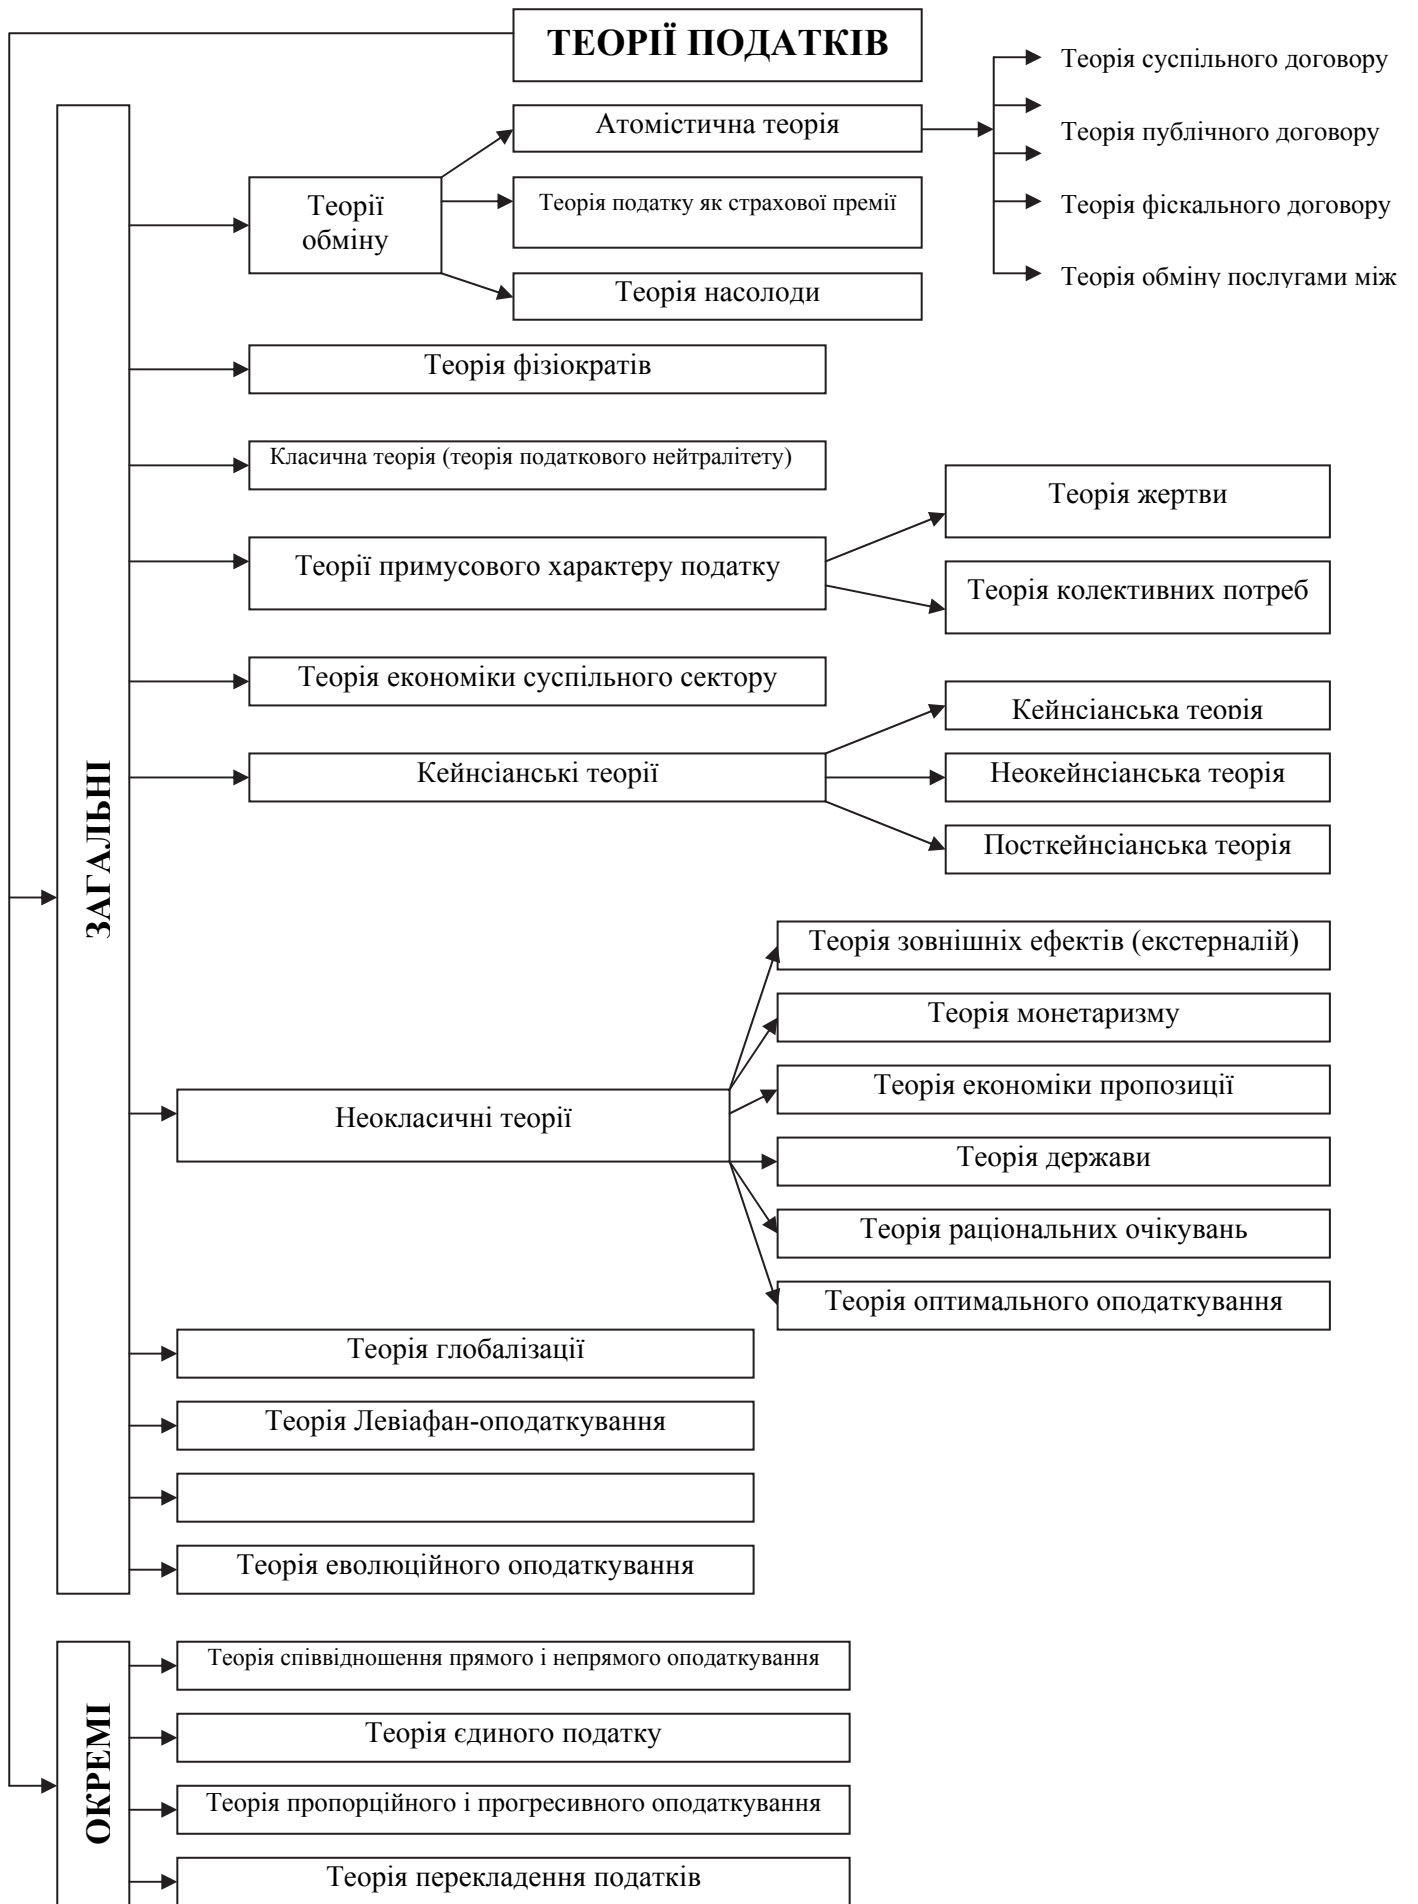 ТЕОРІЇ ПОДАТКІВ
Теорія суспільного договору
Атомістична теорія
Теорія публічного договору
Теорії
обміну
Теорія податку як страхової премії
Теорія фіскального договору
Теорія насолоди
Теорія обміну послугами між
Теорія фізіократів
Класична теорія (теорія податкового нейтралітету)
Теорія жертви
Теорії примусового характеру податку
Теорія колективних потреб
Теорія економіки суспільного сектору
Кейнсіанська теорія
Кейнсіанські теорії
Неокейнсіанська теорія
Посткейнсіанська теорія
ЗАГАЛЬНІ
Теорія зовнішніх ефектів (екстерналій)
Теорія монетаризму
Теорія економіки пропозиції
Неокласичні теорії
Теорія держави
Теорія раціональних очікувань
Теорія оптимального оподаткування
Теорія глобалізації
Теорія Левіафан-оподаткування
Теорія еволюційного оподаткування
ОКРЕМІ
Теорія співвідношення прямого і непрямого оподаткування
Теорія єдиного податку
Теорія пропорційного і прогресивного оподаткування
Теорія перекладення податків